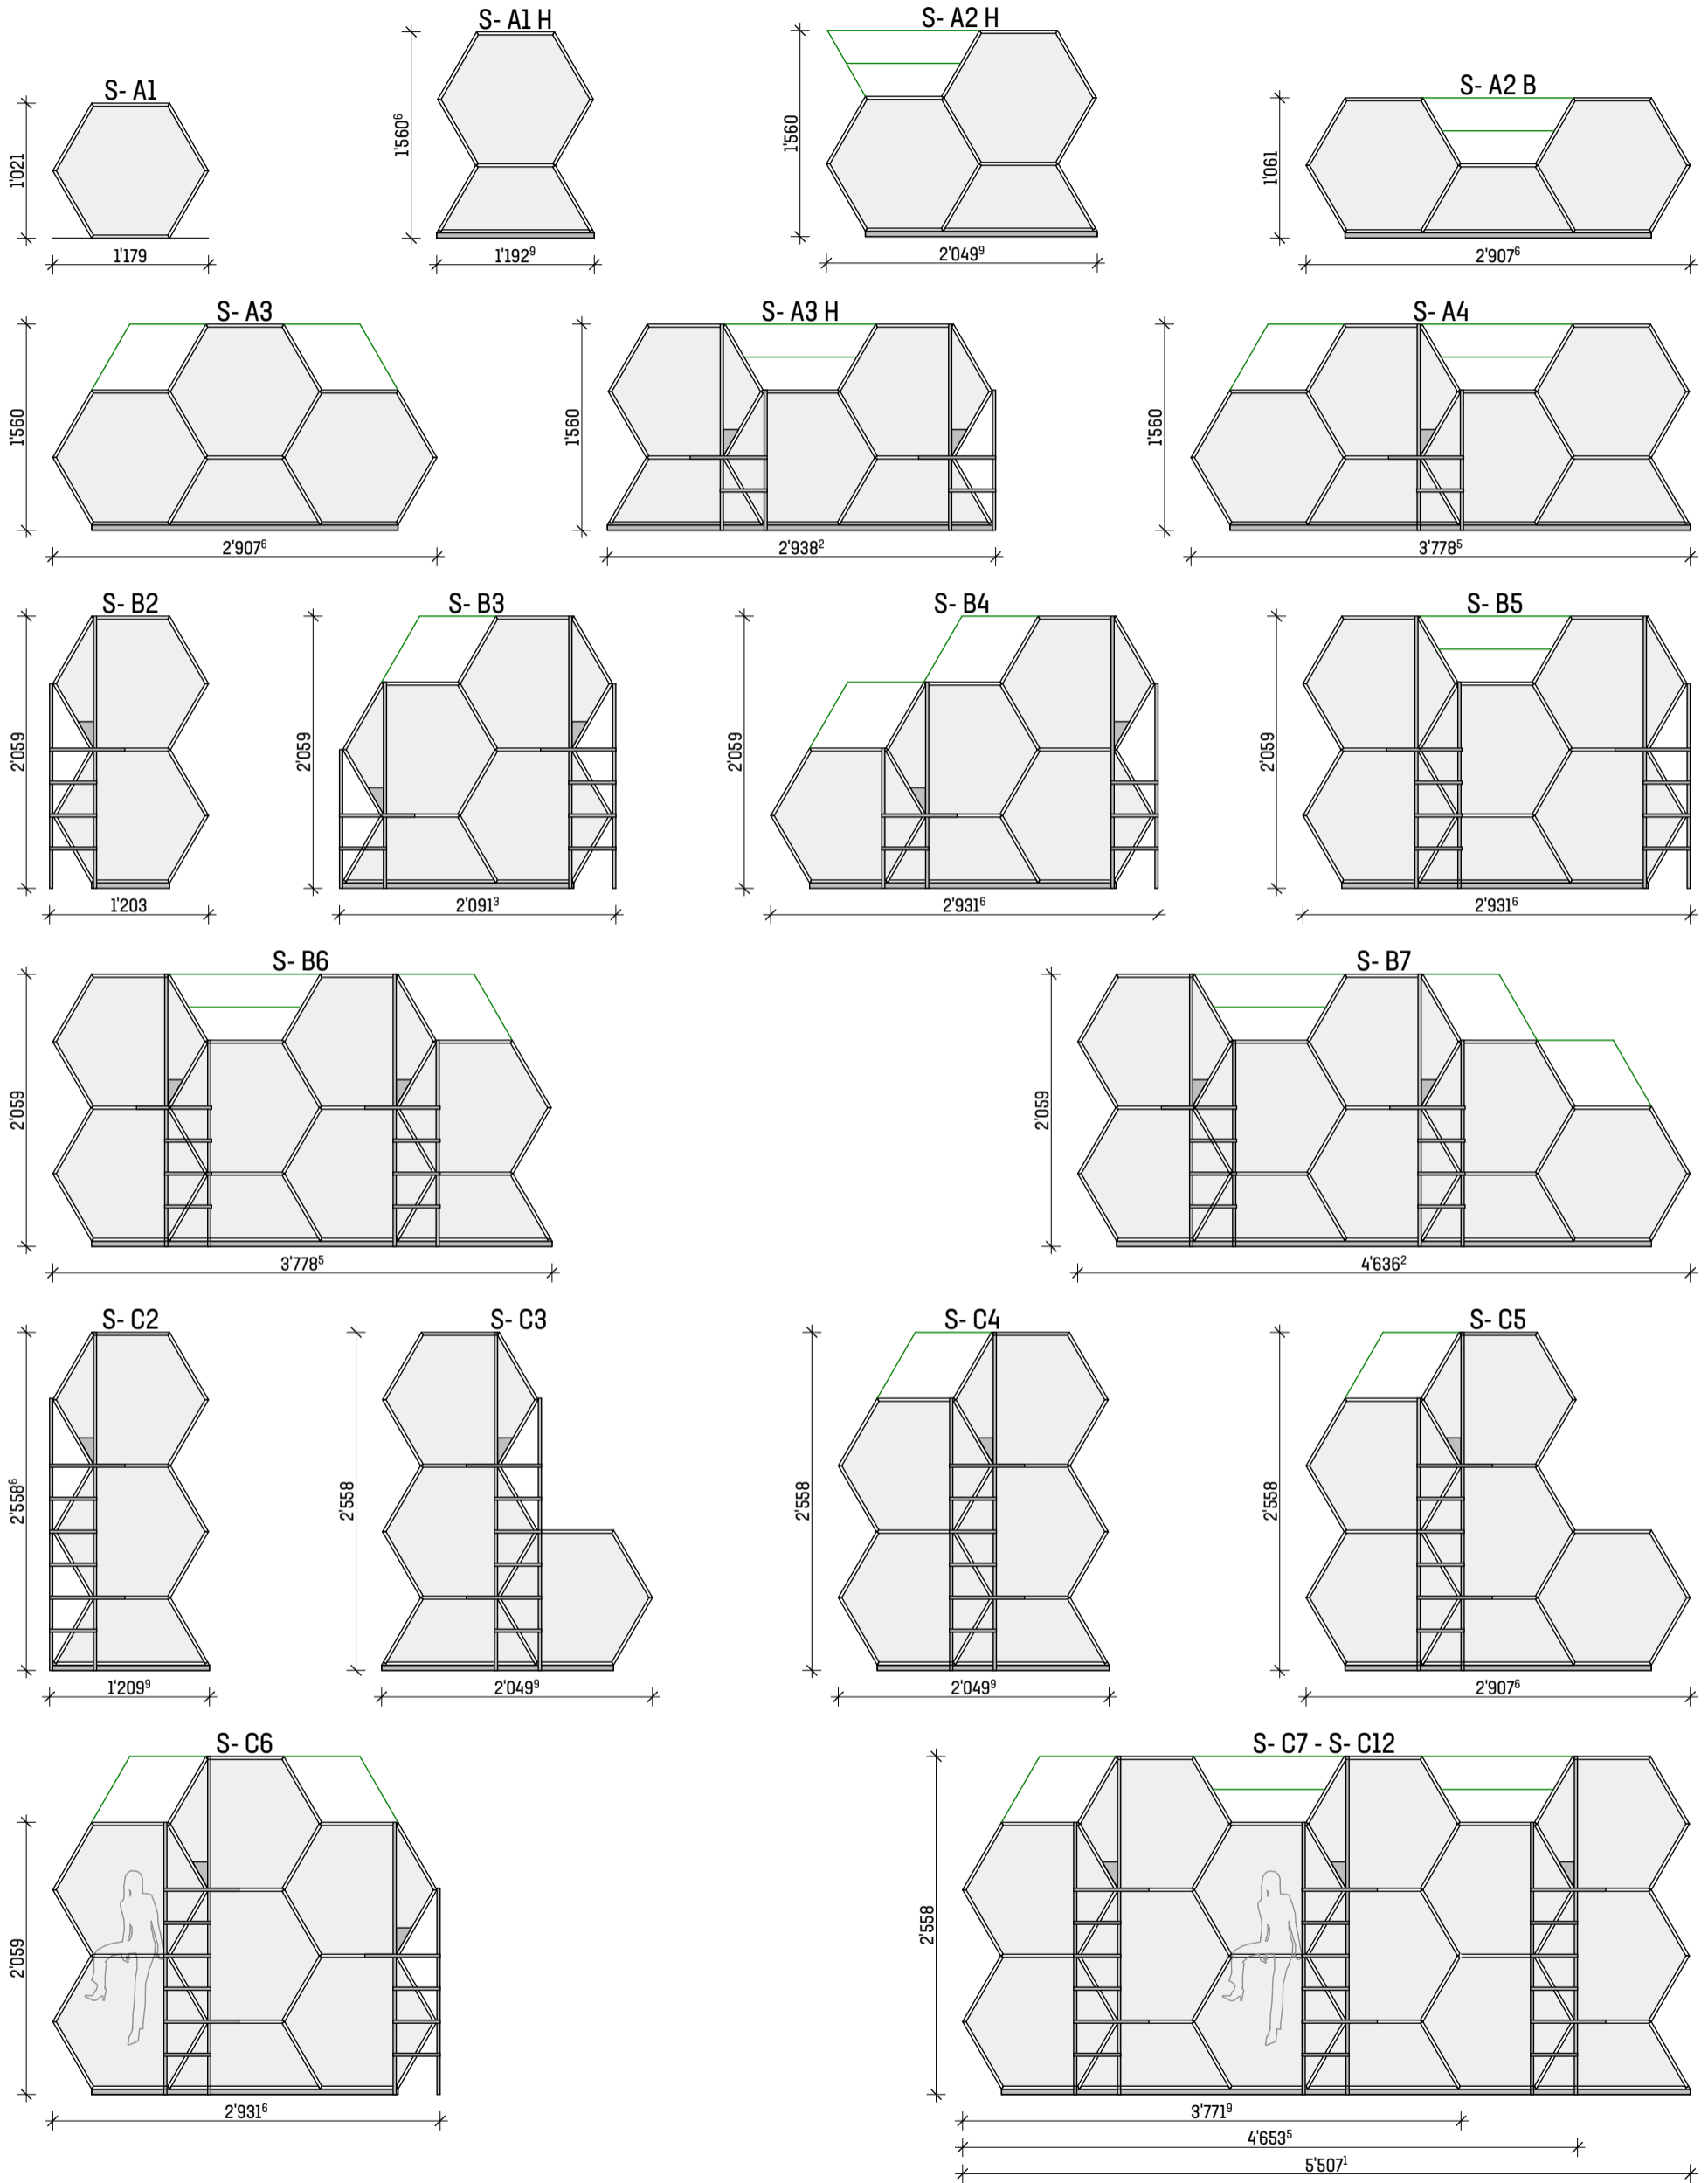 S- A1
1'021
1'179
S- A1 H
1'560⁶
1'192⁹
S- A2 H
1'560
2'049⁹
S- A2 B
1'061
2'907⁶
S- A3
1'560
2'907⁶
S- A3 H
1'560
2'938²
S- A4
1'560
3'778⁵
S- B2
2'059
1'203
S- B3
2'059
2'091³
S- B4
2'059
2'931⁶
S- B5
2'059
2'931⁶
S- B6
2'059
3'778⁵
S- B7
2'059
4'636²
S- C2
2'558⁶
1'209⁹
S- C3
2'558
2'049⁹
S- C4
2'558
2'049⁹
S- C5
2'558
2'907⁶
S- C6
2'059
2'931⁶
S- C7 - S- C12
2'558
3'771⁹
4'653⁵
5'507¹